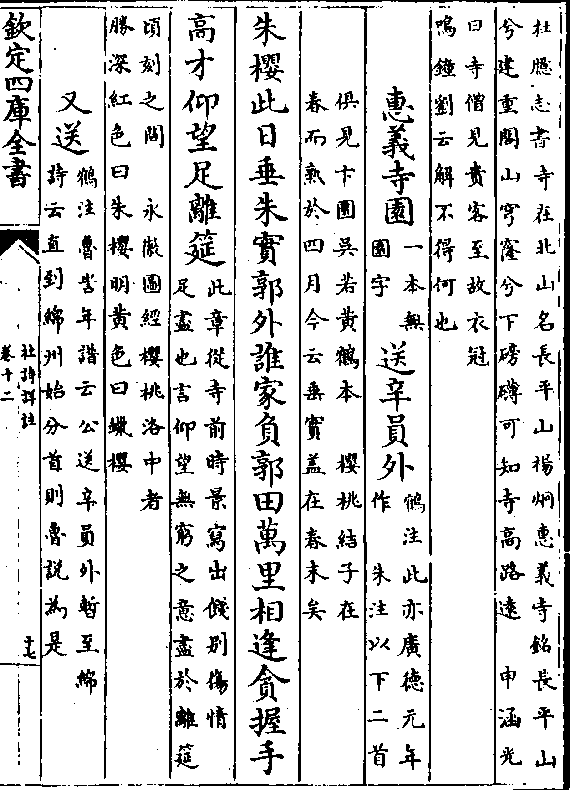 杜臆志書寺在北山名長平山楊炯惠義寺銘長平山
兮建重閣山穹窿兮下磅礴可知寺高路遠 申涵光
曰寺僧見貴客至故衣冠
鳴鐘劉云解不得何也
惠義寺園 一本無園字 送辛員外 鶴注此亦廣德元年作 朱注以下二首
俱見卞圜吳若黃鶴本 櫻桃結子在
春而熟於四月今云垂實蓋在春末矣
朱櫻此日垂朱實郭外誰家負郭田萬里相逢貪握手
高才仰望足離筵 此章從寺前時景寫出餞别傷情
足盡也言仰望無窮之意盡於離筵
頃刻之間 永徽圖經櫻桃洛中者
勝深紅色曰朱櫻明黃色曰蠟櫻
又送 鶴注魯訔年譜云公送辛員外暫至綿
詩云直到綿州始分首則魯說為是
欽定四庫全書
杜詩詳註
卷十二
十七